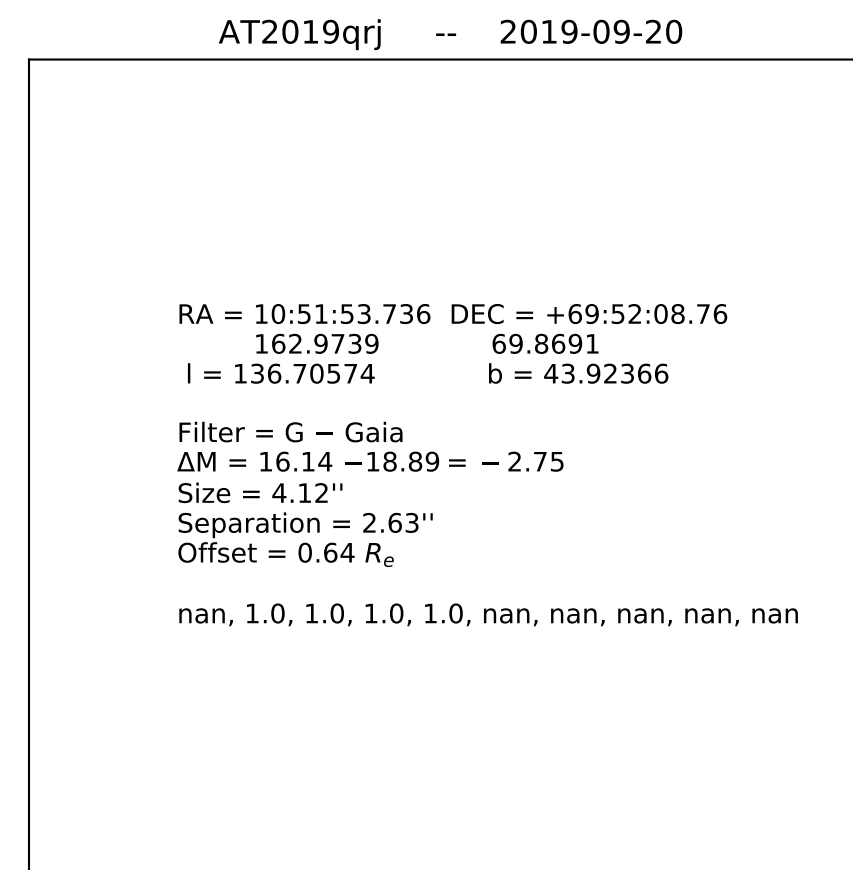 AT2019qrj -- 2019-09-20
RA = 10:51:53.736 DEC = +69:52:08.76
162.9739 69.8691
l = 136.70574 b = 43.92366
Filter = G − Gaia
ΔM = 16.14 −18.89 = − 2.75
Size = 4.12''
Separation = 2.63''
Offset = 0.64 Rₑ
nan, 1.0, 1.0, 1.0, 1.0, nan, nan, nan, nan, nan